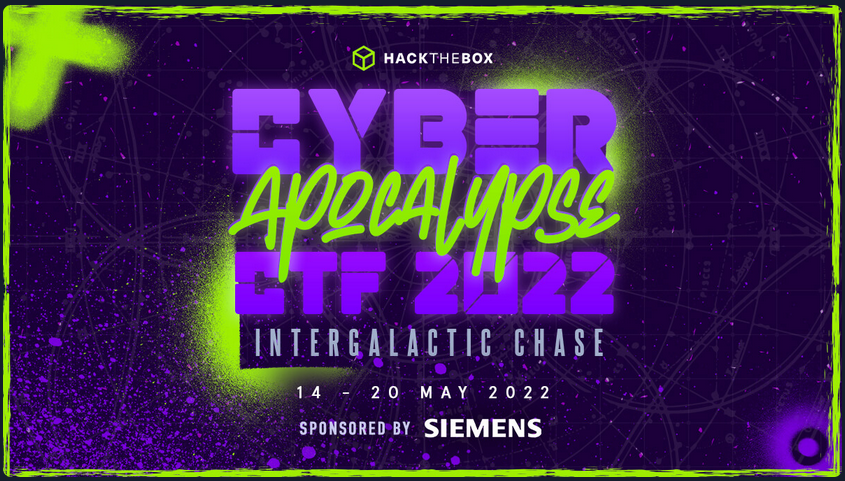 HACKTHEBOX
CYBER
APOCALYPSE
CTF 2022
INTERGALACTIC CHASE
14 - 20 MAY 2022
SPONSORED BY SIEMENS